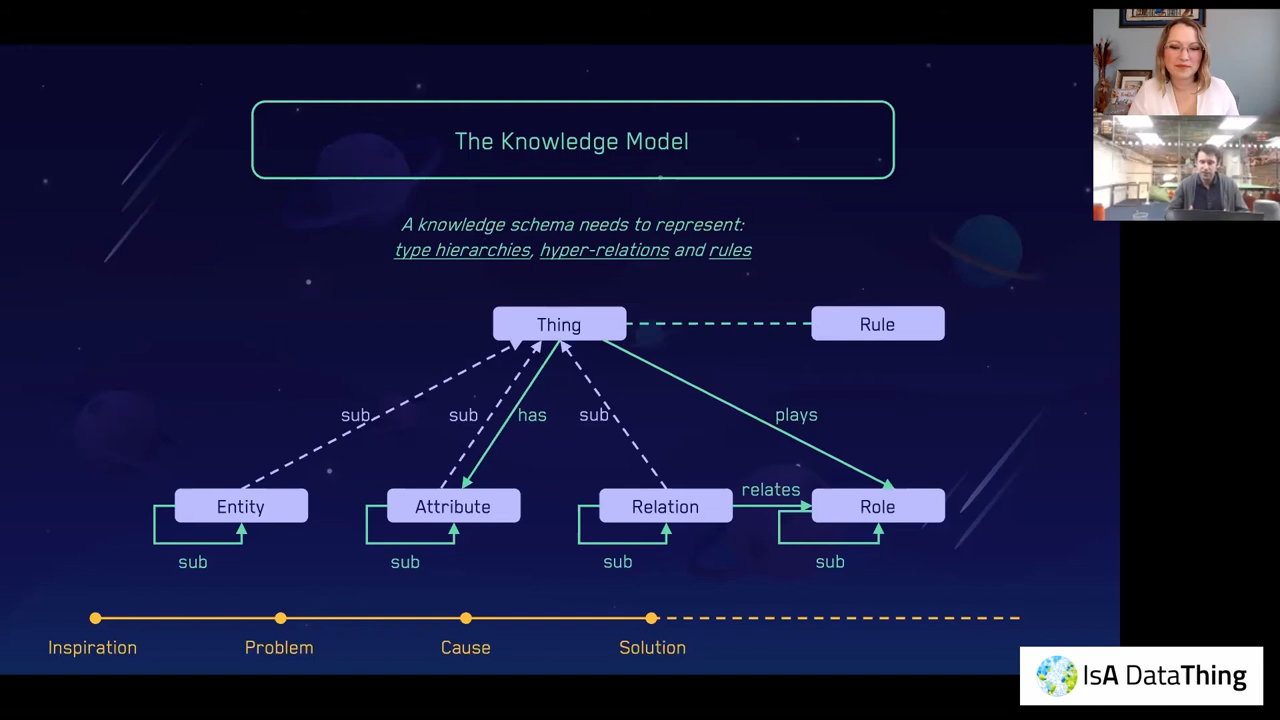 The Knowledge Model
A knowledge schema needs to represent:
type hierarchies, hyper-relations and rules
Thing
Rule
sub
sub
has
sub
plays
relates
Entity
Attribute
Relation
Role
sub
sub
sub
sub
Inspiration
Problem
Cause
Solution
IsA DataThing